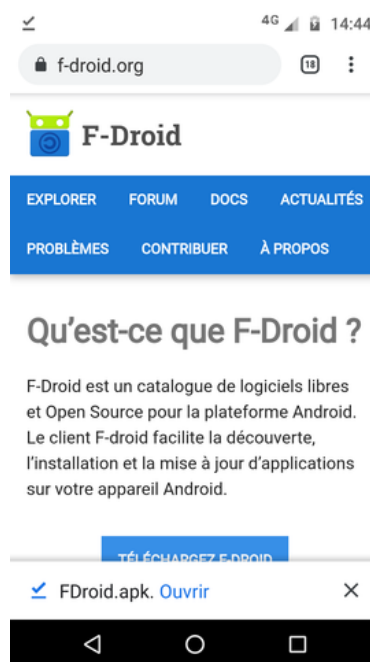 4G 14:44
f-droid.org 18
F-Droid
EXPLORER FORUM DOCS ACTUALITÉS
PROBLÈMES CONTRIBUER À PROPOS
Qu’est-ce que F-Droid ?
F-Droid est un catalogue de logiciels libres
et Open Source pour la plateforme Android.
Le client F-droid facilite la découverte,
l’installation et la mise à jour d’applications
sur votre appareil Android.
TÉLÉCHARGEZ F-DROID
FDroid.apk. Ouvrir